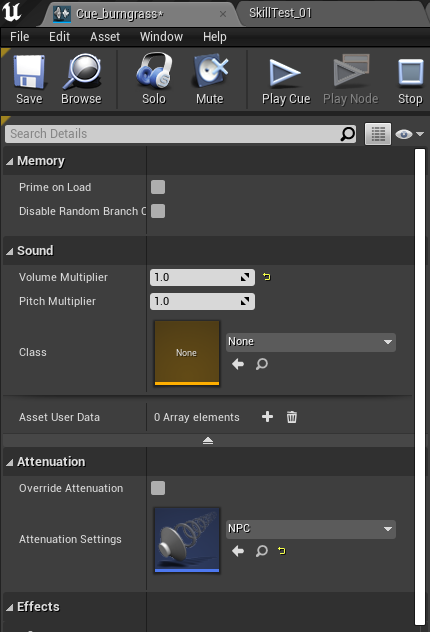 Cue_burngrass*
SkillTest_01
File Edit Asset Window Help
Save Browse Solo Mute Play Cue Play Node Stop
Search Details
Memory
Prime on Load
Disable Random Branch C
Sound
Volume Multiplier 1.0
Pitch Multiplier 1.0
Class None None
Asset User Data 0 Array elements
Attenuation
Override Attenuation
Attenuation Settings NPC
Effects